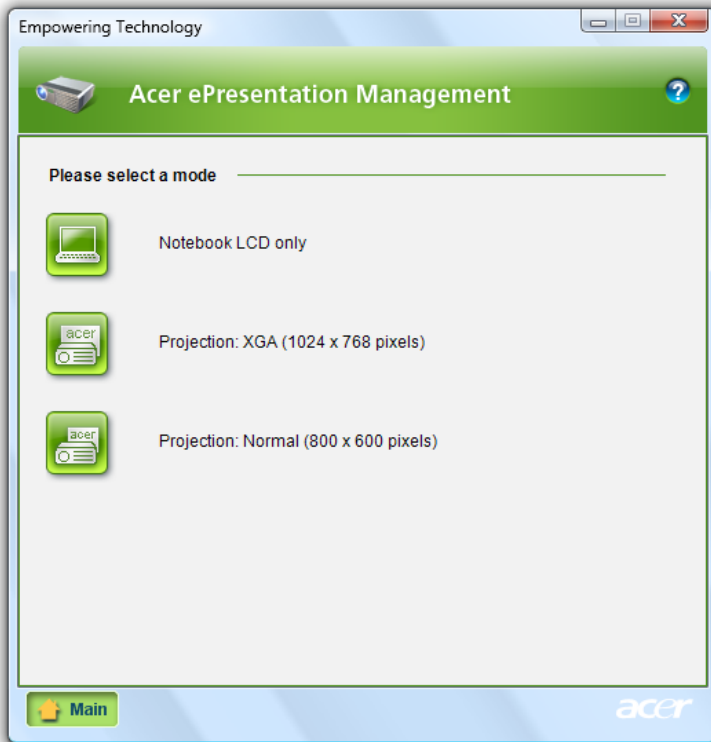 Empowering Technology
Acer ePresentation Management
?
Please select a mode
Notebook LCD only
acer
Projection: XGA (1024 x 768 pixels)
acer
Projection: Normal (800 x 600 pixels)
Main
acer